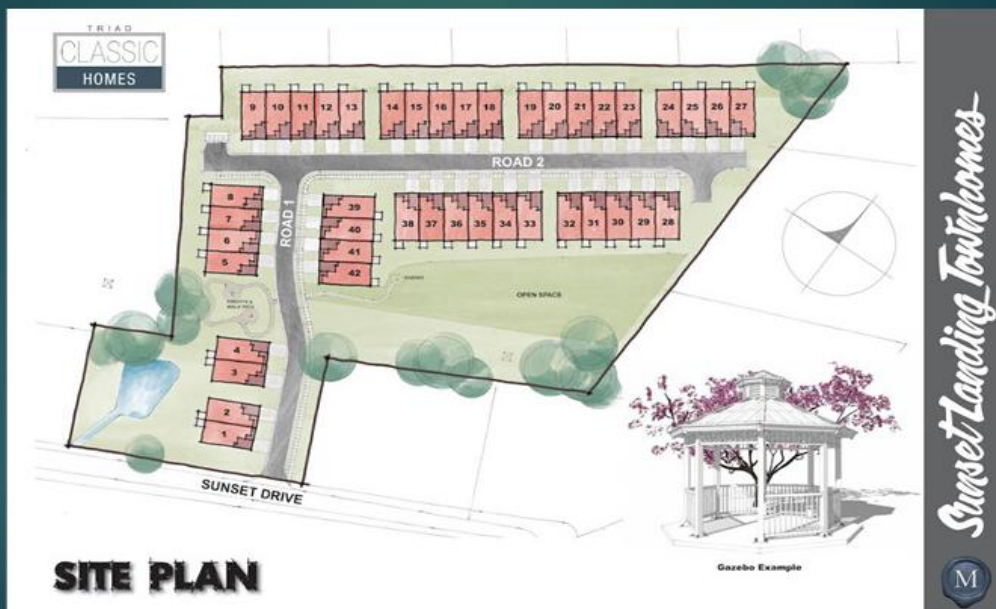 TRIAD
CLASSIC
HOMES
9 10 11 12 13 14 15 16 17 18 19 20 21 22 23 24 25 26 27
ROAD 2
8
7
6
5
ROAD 1
39
40
41
42
38 37 36 35 34 33 32 31 30 29 28
GAZEBO
OPEN SPACE
4
3
2
1
SUNSET DRIVE
SITE PLAN
Gazebo Example
Sunset Landing Townhomes
M